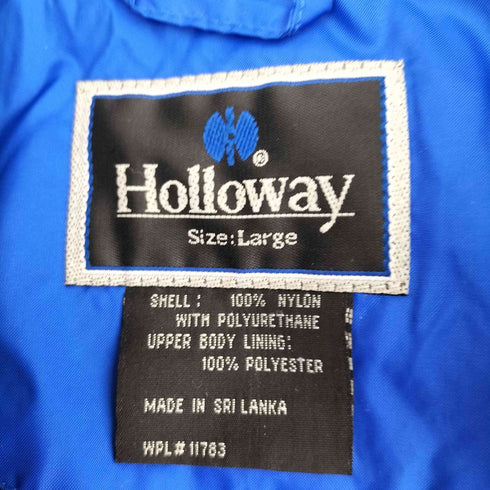 ®
Holloway
Size: Large
SHELL: 100% NYLON
WITH POLYURETHANE
UPPER BODY LINING:
100% POLYESTER
MADE IN SRI LANKA
WPL# 11783